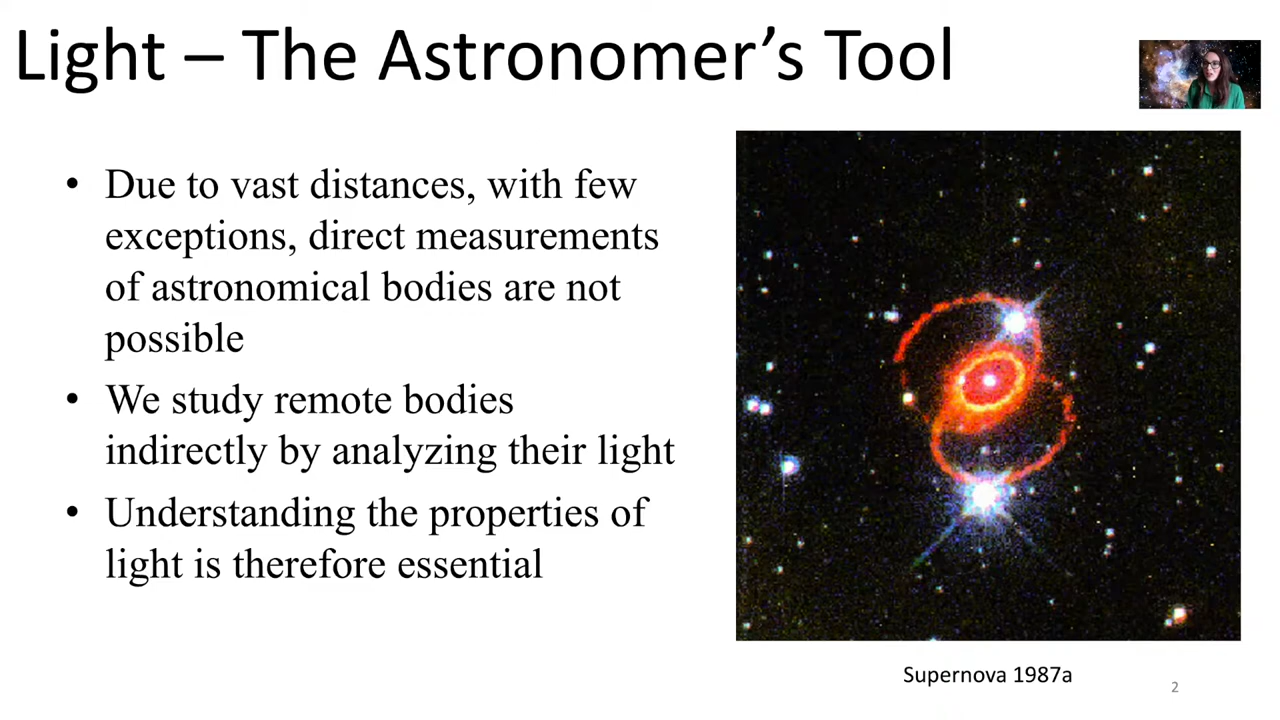 Light – The Astronomer’s Tool
• Due to vast distances, with few
exceptions, direct measurements
of astronomical bodies are not
possible
• We study remote bodies
indirectly by analyzing their light
• Understanding the properties of
light is therefore essential
Supernova 1987a
2